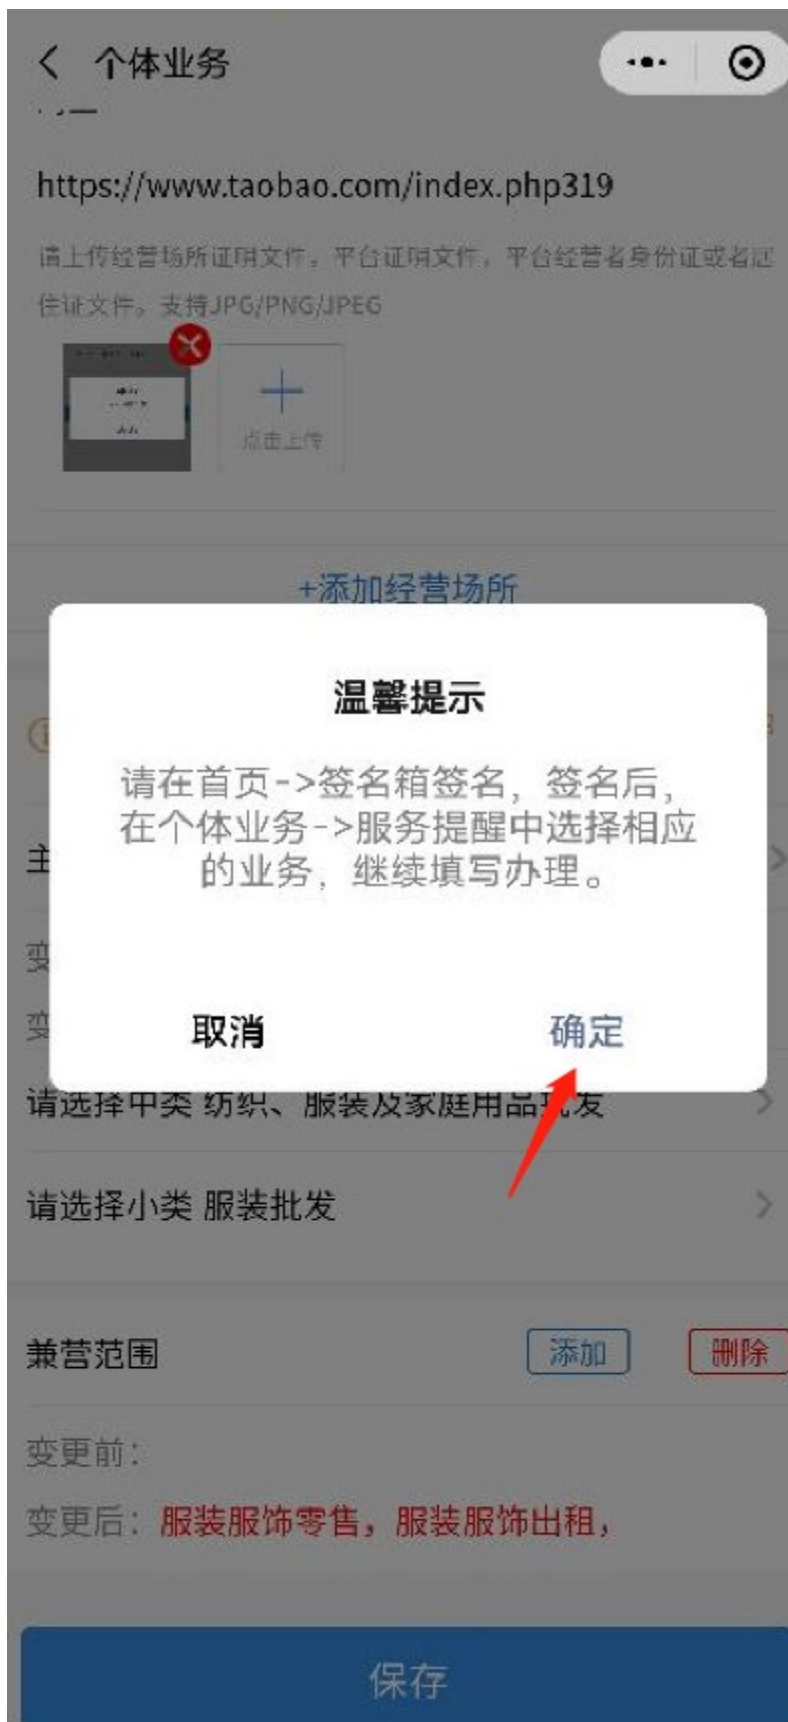 个体业务
https://www.taobao.com/index.php319
请上传经营场所证明文件，平台证明文件，平台经营者身份证或者居
住证文件。支持JPG/PNG/JPEG
点击上传
+添加经营场所
温馨提示
请在首页->签名箱签名，签名后，
在个体业务->服务提醒中选择相应
的业务，继续填写办理。
主
变
变
取消
确定
请选择中类 纺织、服装及家庭用品批发
请选择小类 服装批发
兼营范围
添加
删除
变更前：
变更后：服装服饰零售，服装服饰出租，
保存